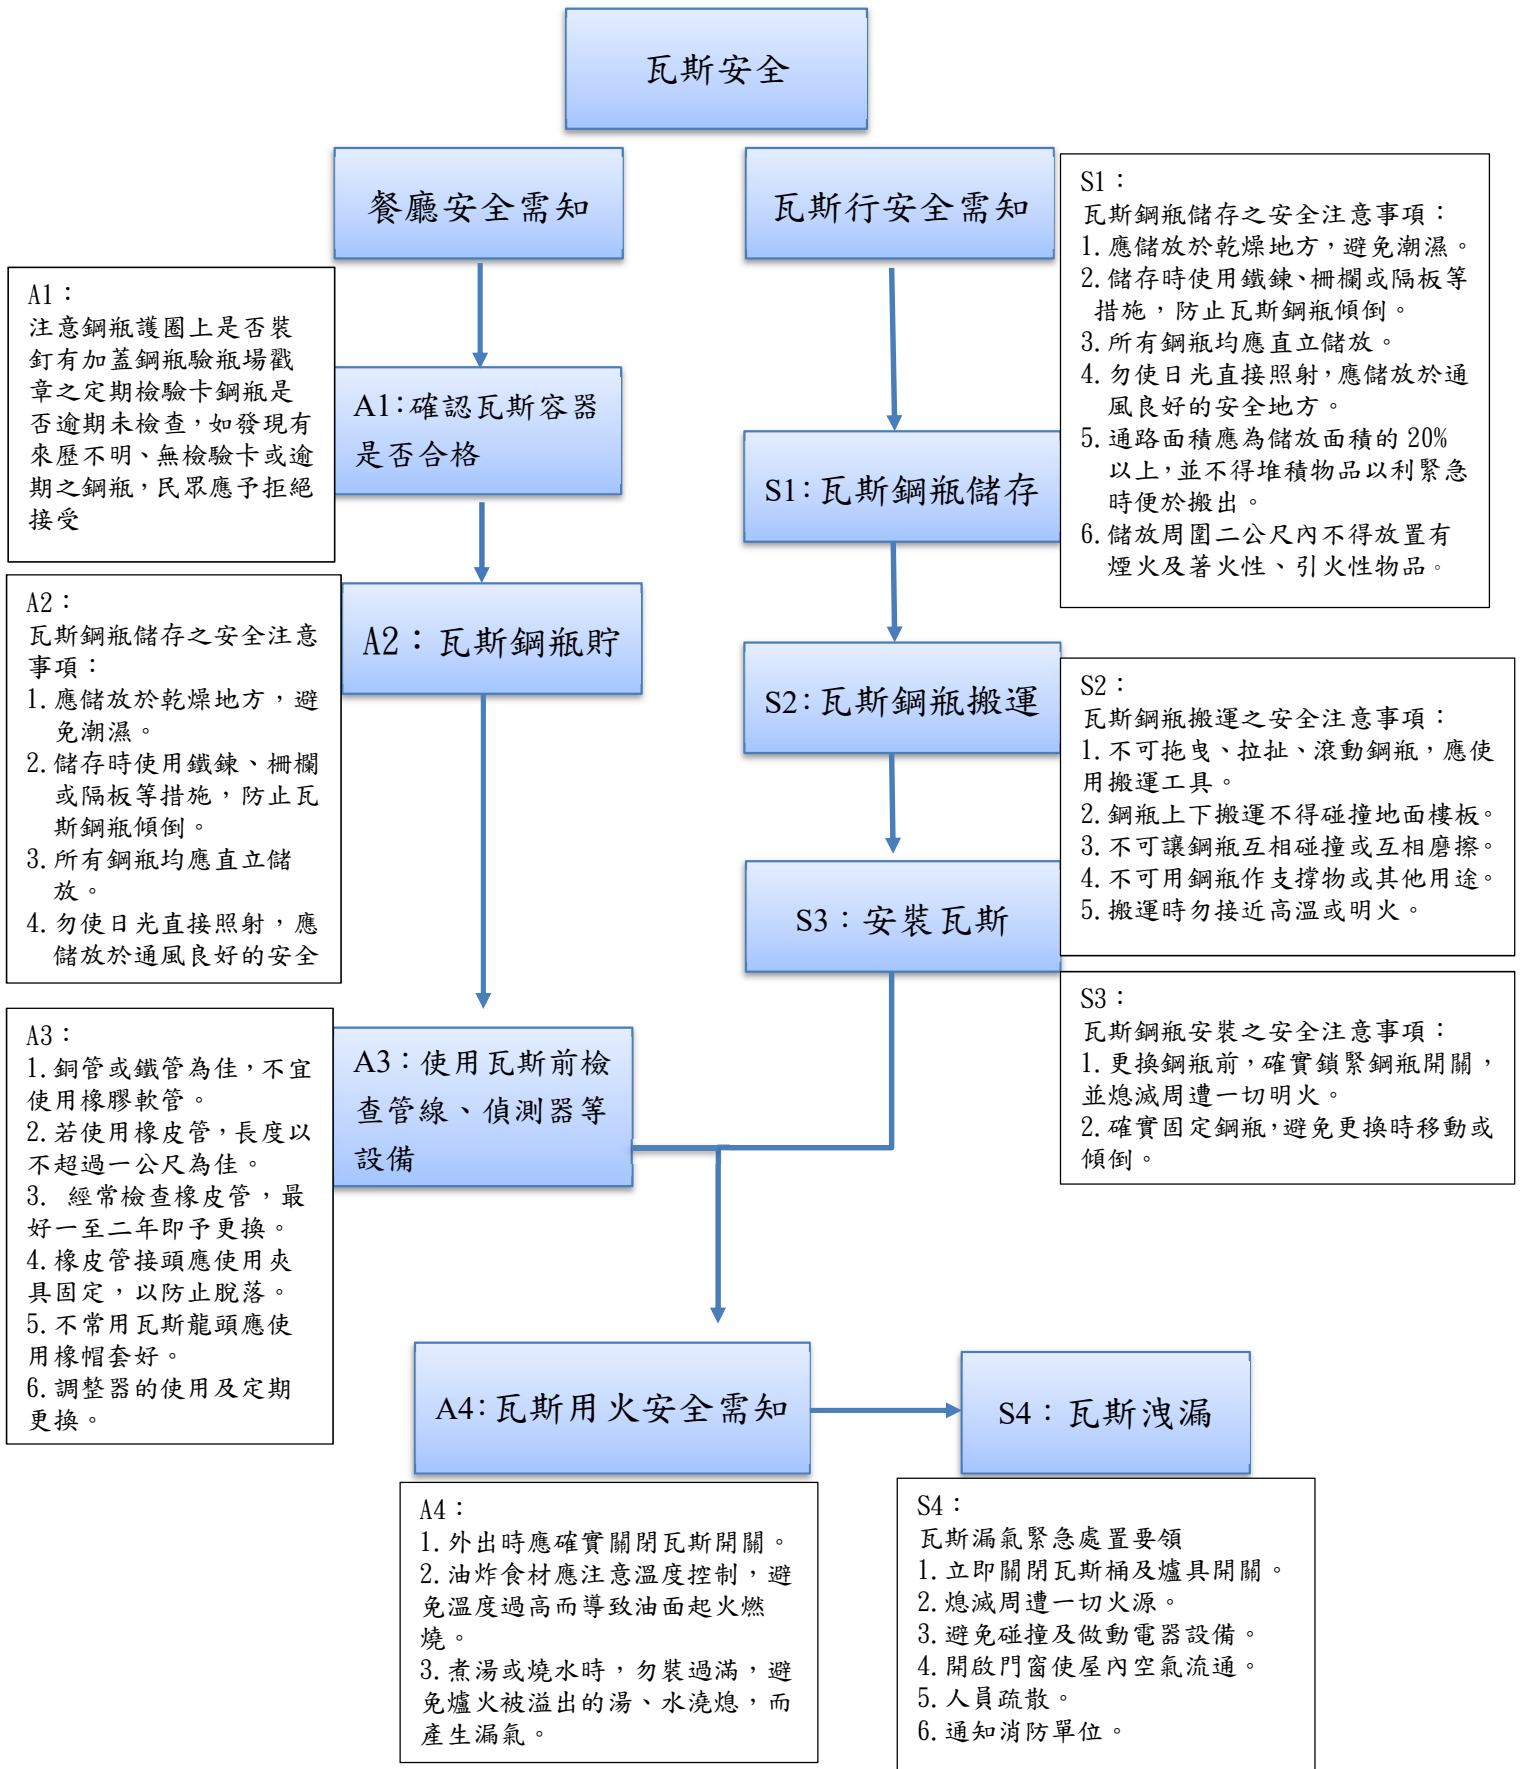 瓦斯安全
餐廳安全需知
瓦斯行安全需知
A1：
注意鋼瓶護圈上是否裝
釘有加蓋鋼瓶驗瓶場戳
章之定期檢驗卡鋼瓶是
否逾期未檢查，如發現有
來歷不明、無檢驗卡或逾
期之鋼瓶，民眾應予拒絕
接受
A1:確認瓦斯容器
是否合格
A2：
瓦斯鋼瓶儲存之安全注意
事項：
1.應儲放於乾燥地方，避
免潮濕。
2.儲存時使用鐵鍊、柵欄
或隔板等措施，防止瓦
斯鋼瓶傾倒。
3.所有鋼瓶均應直立儲
放。
4.勿使日光直接照射，應
儲放於通風良好的安全
A2：瓦斯鋼瓶貯
A3：
1.銅管或鐵管為佳，不宜
使用橡膠軟管。
2.若使用橡皮管，長度以
不超過一公尺為佳。
3. 經常檢查橡皮管，最
好一至二年即予更換。
4.橡皮管接頭應使用夾
具固定，以防止脫落。
5.不常用瓦斯龍頭應使
用橡帽套好。
6.調整器的使用及定期
更換。
A3：使用瓦斯前檢
查管線、偵測器等
設備
S1：
瓦斯鋼瓶儲存之安全注意事項：
1.應儲放於乾燥地方，避免潮濕。
2.儲存時使用鐵鍊、柵欄或隔板等
措施，防止瓦斯鋼瓶傾倒。
3.所有鋼瓶均應直立儲放。
4.勿使日光直接照射，應儲放於通
風良好的安全地方。
5.通路面積應為儲放面積的 20%
以上，並不得堆積物品以利緊急
時便於搬出。
6.儲放周圍二公尺內不得放置有
煙火及著火性、引火性物品。
S1:瓦斯鋼瓶儲存
S2:瓦斯鋼瓶搬運
S2：
瓦斯鋼瓶搬運之安全注意事項：
1.不可拖曳、拉扯、滾動鋼瓶，應使
用搬運工具。
2.鋼瓶上下搬運不得碰撞地面樓板。
3.不可讓鋼瓶互相碰撞或互相磨擦。
4.不可用鋼瓶作支撐物或其他用途。
5.搬運時勿接近高溫或明火。
S3：安裝瓦斯
S3：
瓦斯鋼瓶安裝之安全注意事項：
1.更換鋼瓶前，確實鎖緊鋼瓶開關，
並熄滅周遭一切明火。
2.確實固定鋼瓶，避免更換時移動或
傾倒。
A4:瓦斯用火安全需知
S4：瓦斯洩漏
A4：
1.外出時應確實關閉瓦斯開關。
2.油炸食材應注意溫度控制，避
免溫度過高而導致油面起火燃
燒。
3.煮湯或燒水時，勿裝過滿，避
免爐火被溢出的湯、水澆熄，而
產生漏氣。
S4：
瓦斯漏氣緊急處置要領
1.立即關閉瓦斯桶及爐具開關。
2.熄滅周遭一切火源。
3.避免碰撞及做動電器設備。
4.開啟門窗使屋內空氣流通。
5.人員疏散。
6.通知消防單位。